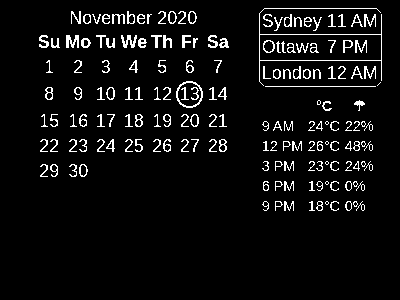 November 2020
Su Mo Tu We Th Fr Sa
1 2 3 4 5 6 7
8 9 10 11 12 13 14
15 16 17 18 19 20 21
22 23 24 25 26 27 28
29 30
Sydney 11 AM
Ottawa 7 PM
London 12 AM
°C ☂
9 AM 24°C 22%
12 PM 26°C 48%
3 PM 23°C 24%
6 PM 19°C 0%
9 PM 18°C 0%